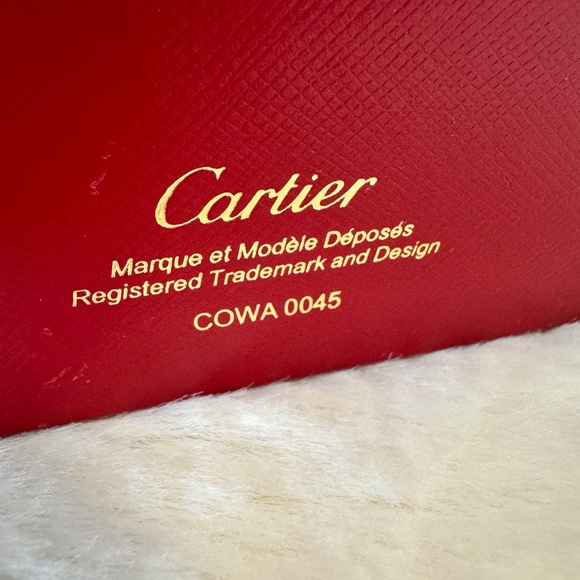 Cartier
Marque et Modèle Déposés
Registered Trademark and Design
COWA 0045